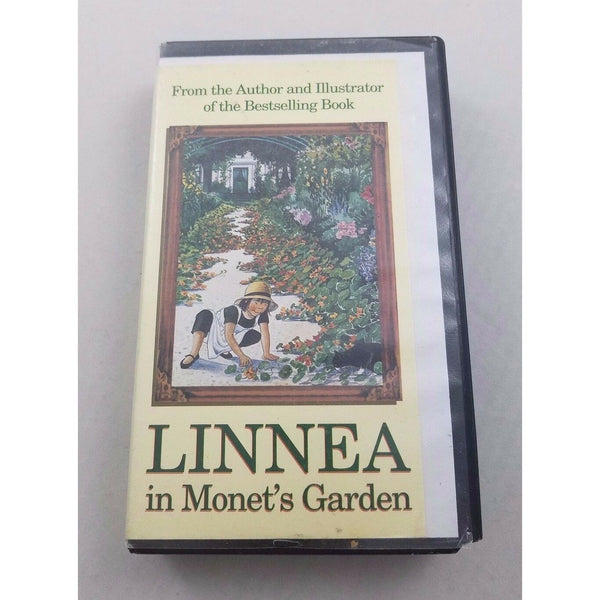 From the Author and Illustrator
of the Bestselling Book
LINNEA
in Monet's Garden